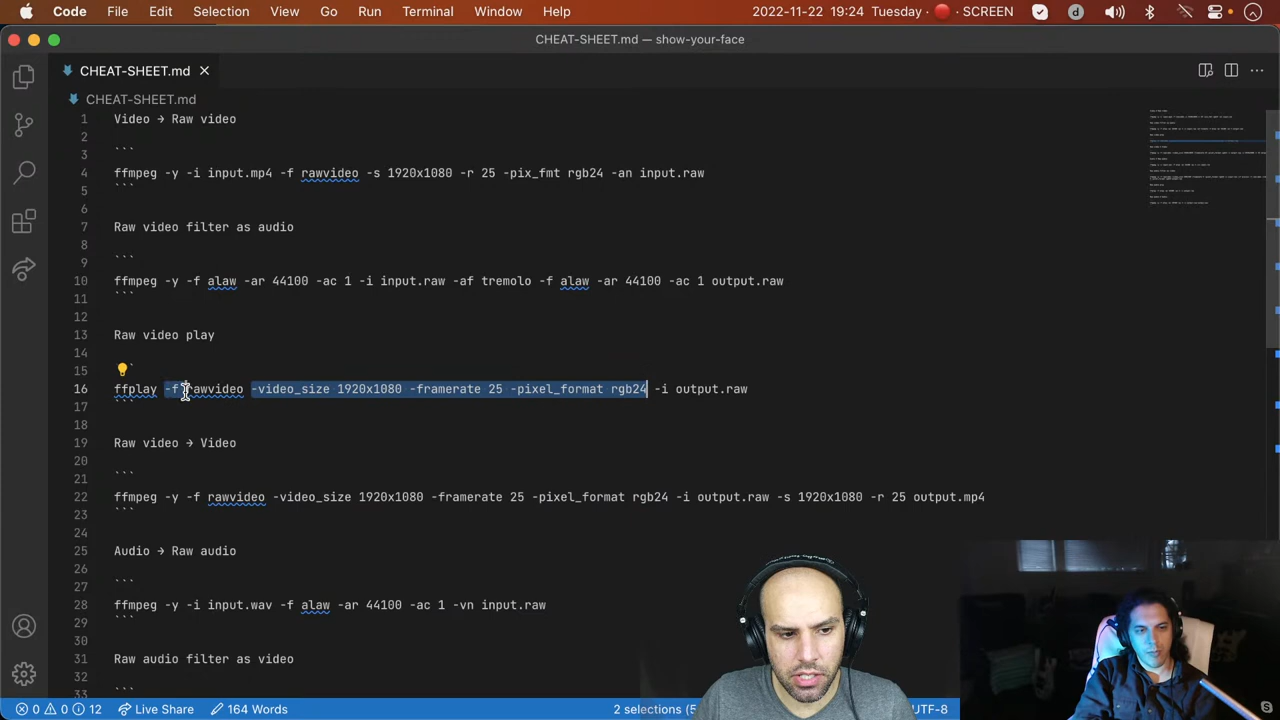 Code File Edit Selection View Go Run Terminal Window Help 2022-11-22 19:24 Tuesday SCREEN
CHEAT-SHEET.md — show-your-face
CHEAT-SHEET.md
CHEAT-SHEET.md
1 Video → Raw video
2
3 ```
4 ffmpeg -y -i input.mp4 -f rawvideo -s 1920x1080 -r 25 -pix_fmt rgb24 -an input.raw
5 ```
6
7 Raw video filter as audio
8
9 ```
10 ffmpeg -y -f alaw -ar 44100 -ac 1 -i input.raw -af tremolo -f alaw -ar 44100 -ac 1 output.raw
11 ```
12
13 Raw video play
14
15 `
16 ffplay -f rawvideo -video_size 1920x1080 -framerate 25 -pixel_format rgb24 -i output.raw
17 ```
18
19 Raw video → Video
20
21 ```
22 ffmpeg -y -f rawvideo -video_size 1920x1080 -framerate 25 -pixel_format rgb24 -i output.raw -s 1920x1080 -r 25 output.mp4
23 ```
24
25 Audio → Raw audio
26
27 ```
28 ffmpeg -y -i input.wav -f alaw -ar 44100 -ac 1 -vn input.raw
29 ```
30
31 Raw audio filter as video
32
33 ```
0 0 12 Live Share 164 Words 2 selections (5 UTF-8